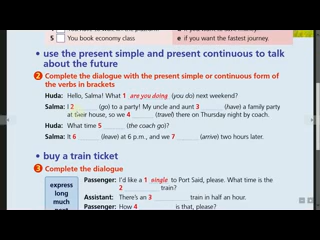 5 You book economy class
e if you want the fastest journey.
• use the present simple and present continuous to talk
about the future
2 Complete the dialogue with the present simple or continuous form of
the verbs in brackets
Huda: Hello, Salma! What 1 are you doing (you do) next weekend?
Salma: I 2 (go) to a party! My uncle and aunt 3 (have) a family
party at their house, so we 4 (travel) there on Thursday night by coach.
Huda: What time 5 (the coach go)?
Salma: It 6 (leave) at 6 p.m., and we 7 (arrive) two hours later.
• buy a train ticket
3 Complete the dialogue
express
long
much
Passenger: I'd like a 1 single to Port Said, please. What time is the
2 train?
Assistant: There's an 3 train in half an hour.
Passenger: How 4 is that, please?